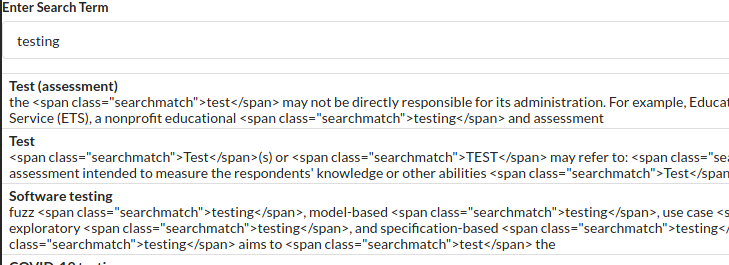 Enter Search Term
testing
Test (assessment)
the <span class="searchmatch">test</span> may not be directly responsible for its administration. For example, Educat
Service (ETS), a nonprofit educational <span class="searchmatch">testing</span> and assessment
Test
<span class="searchmatch">Test</span>(s) or <span class="searchmatch">TEST</span> may refer to: <span class="sea
assessment intended to measure the respondents' knowledge or other abilities <span class="searchmatch">Test</span
Software testing
fuzz <span class="searchmatch">testing</span>, model-based <span class="searchmatch">testing</span>, use case <s
exploratory <span class="searchmatch">testing</span>, and specification-based <span class="searchmatch">testing</
class="searchmatch">testing</span> aims to <span class="searchmatch">test</span> the